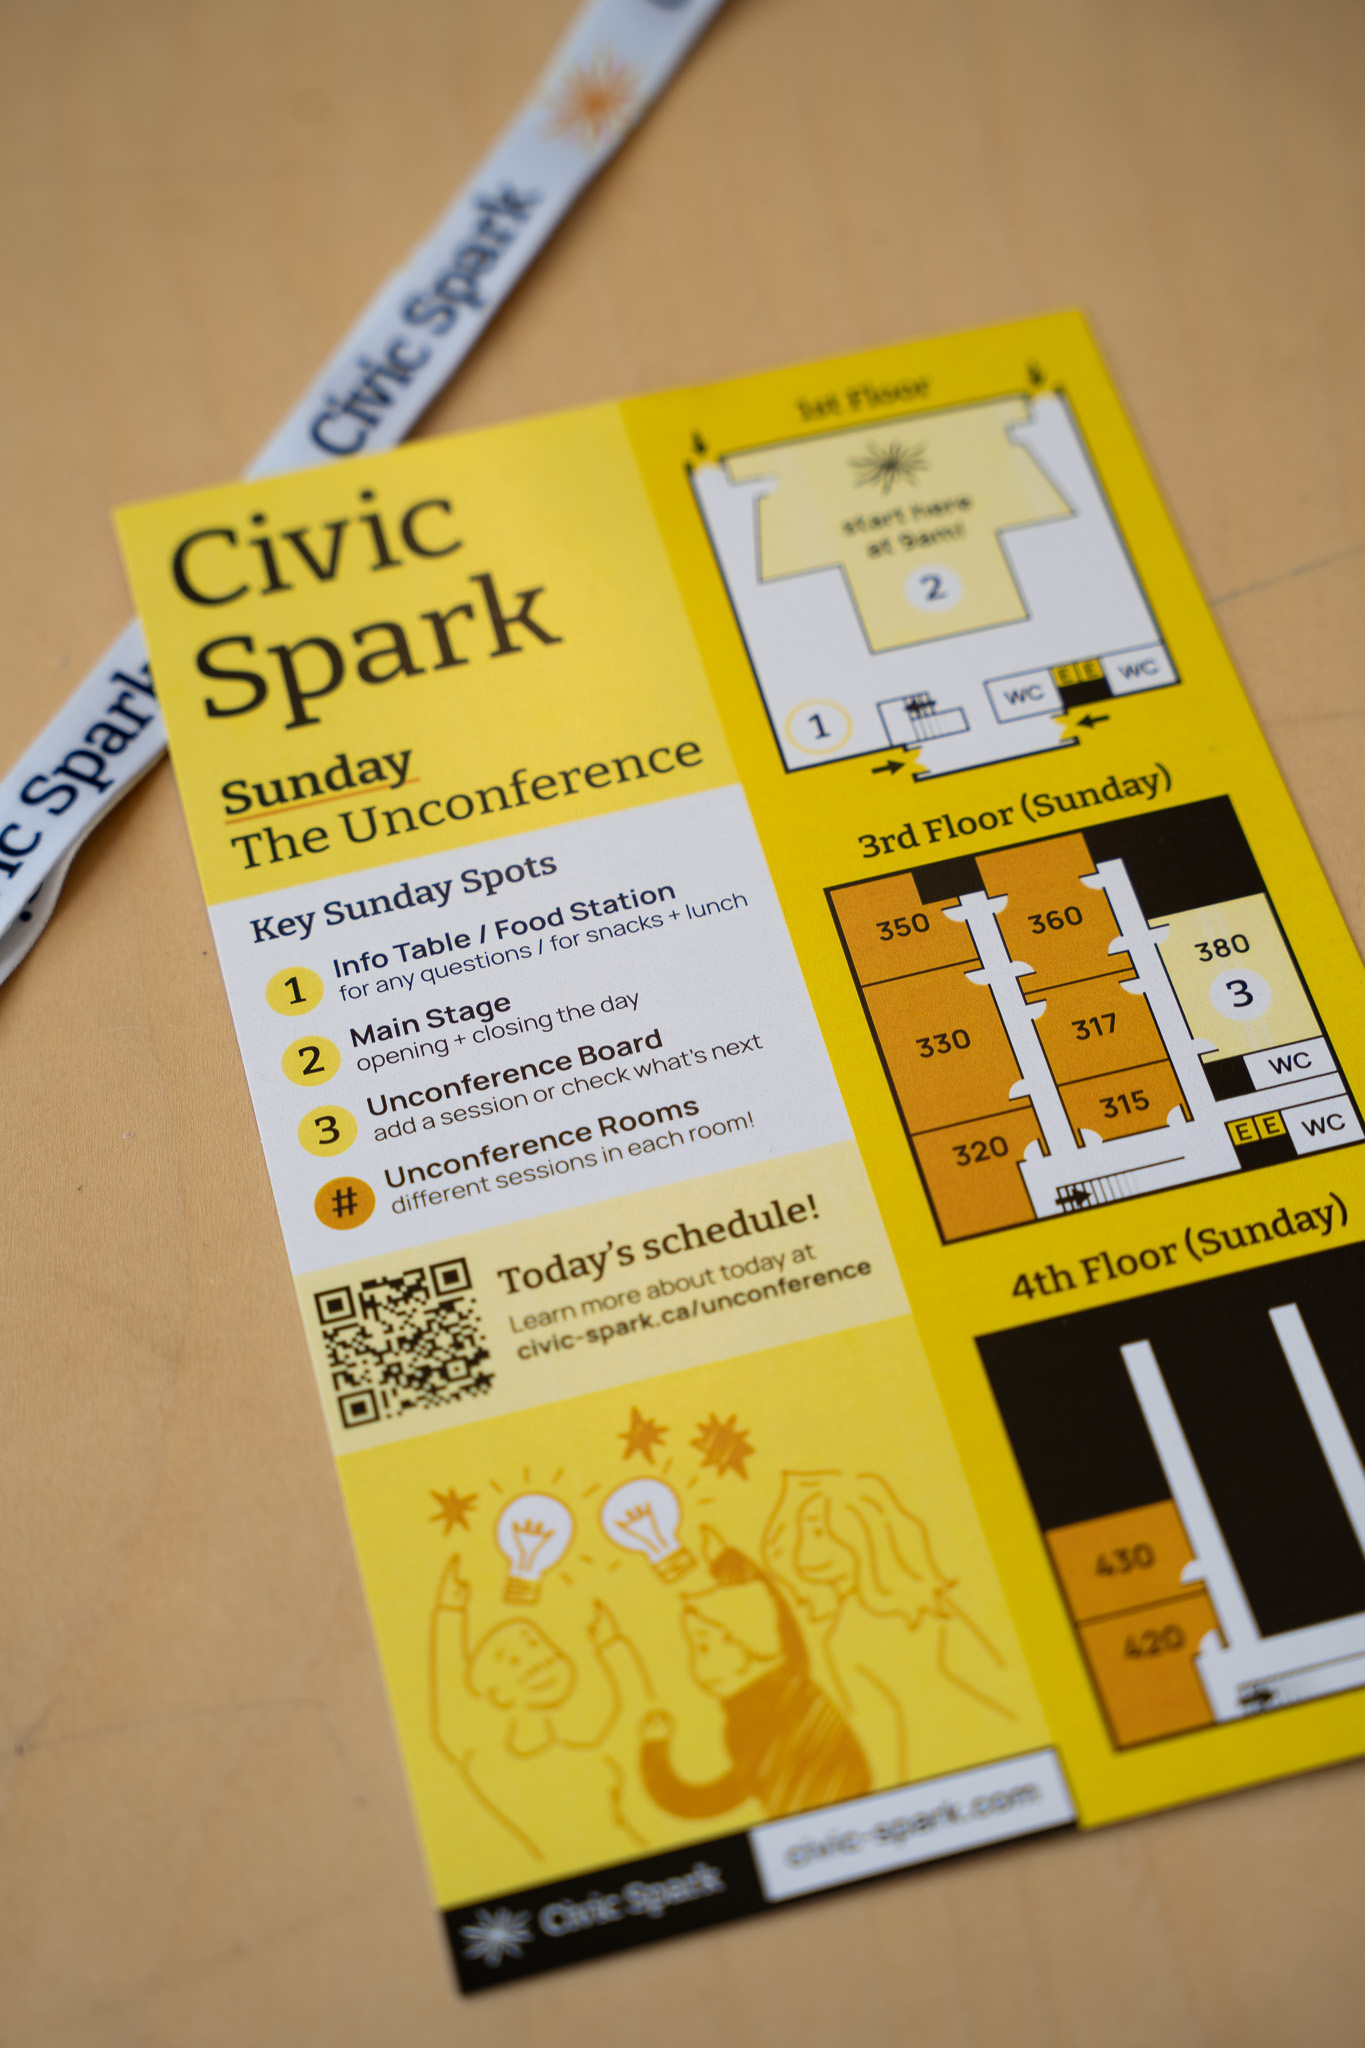 Civic Spark
Civic Spark
Civic
Spark
Sunday
The Unconference
Key Sunday Spots
1
Info Table / Food Station
for any questions / for snacks + lunch
2
Main Stage
opening + closing the day
3
Unconference Board
add a session or check what's next
#
Unconference Rooms
different sessions in each room!
Today's schedule!
Learn more about today at
civic-spark.ca/unconference
Civic Spark
civic-spark.com
1st Floor
start here
at 9am!
2
1
WC
E E
WC
3rd Floor (Sunday)
350
360
380
3
330
317
315
320
WC
E E
WC
4th Floor (Sunday)
430
420